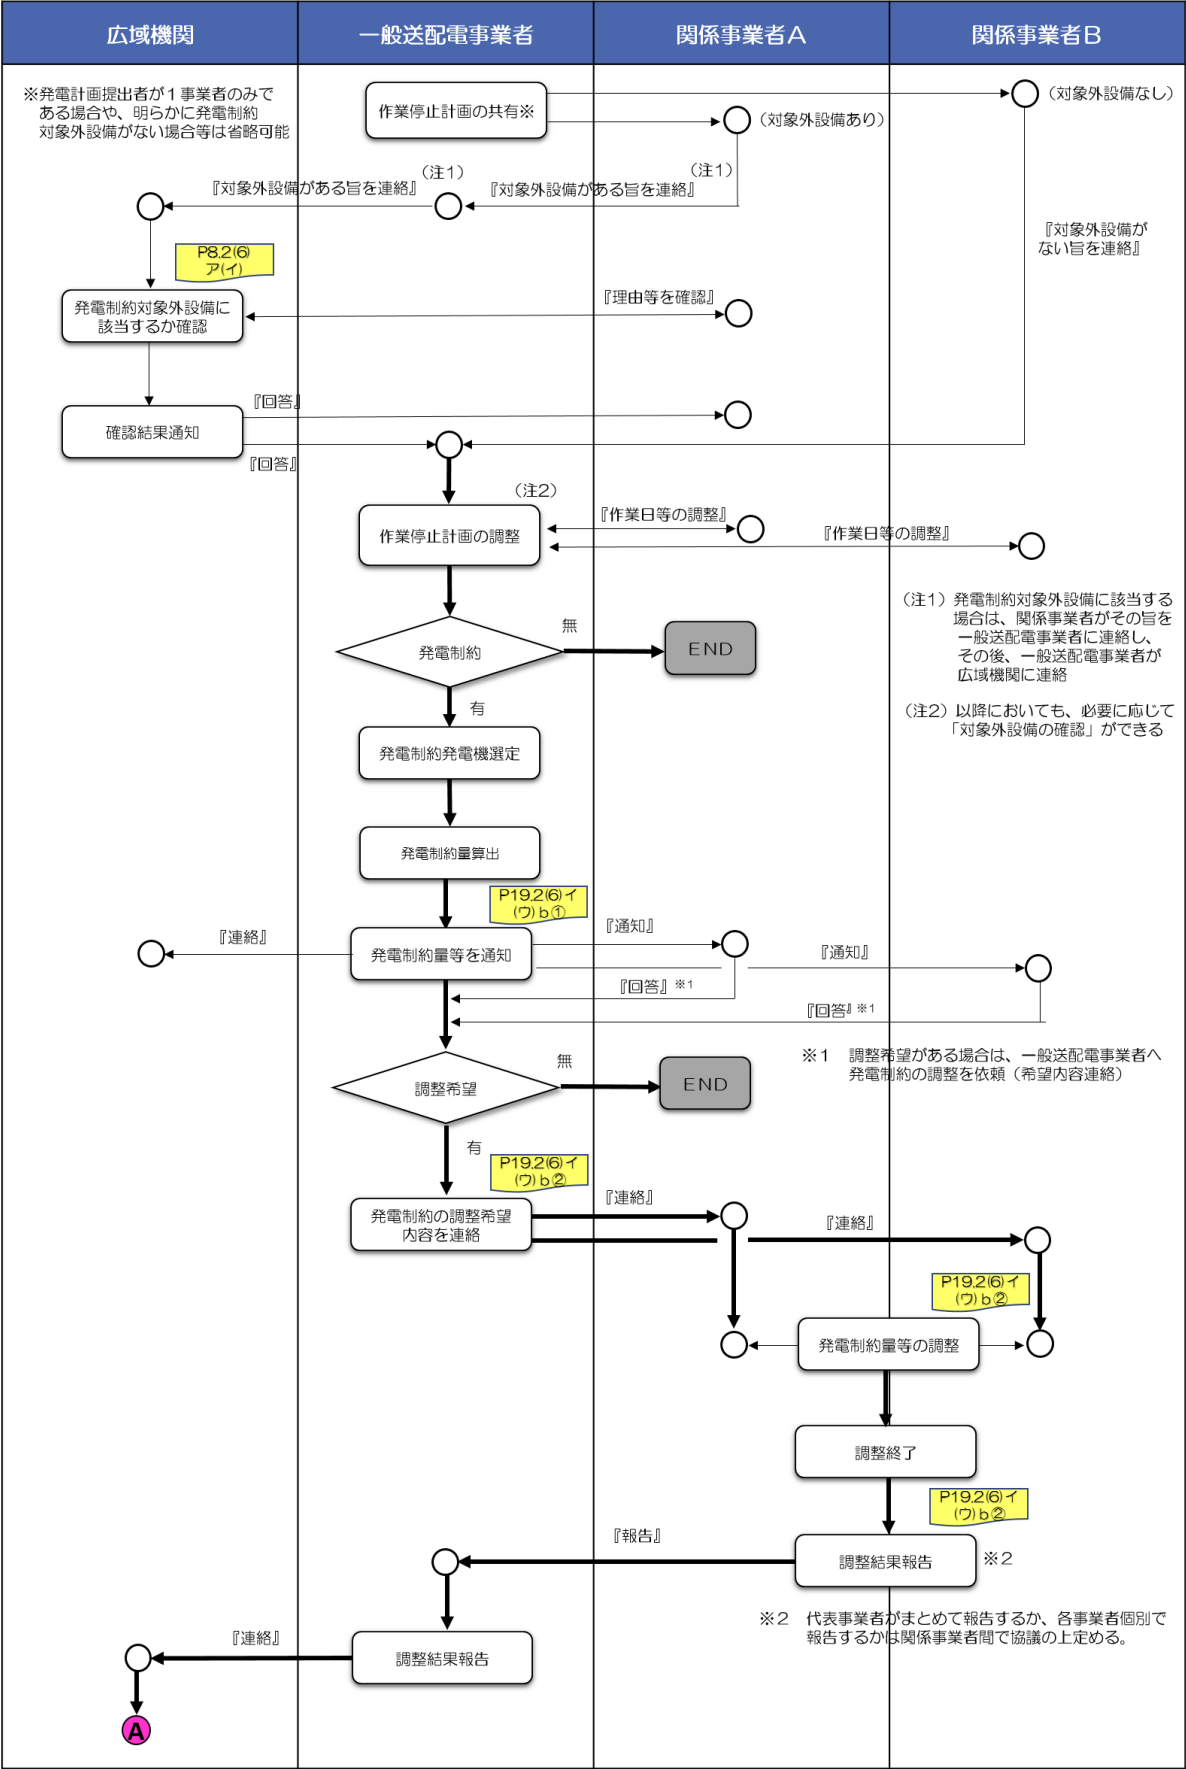 広域機関
一般送配電事業者
関係事業者A
関係事業者B
※発電計画提出者が1事業者のみで
ある場合や、明らかに発電制約
対象外設備がない場合等は省略可能
作業停止計画の共有※
（対象外設備なし）
（対象外設備あり）
（注1）
（注1）
『対象外設備がある旨を連絡』
『対象外設備がある旨を連絡』
『対象外設備が
ない旨を連絡』
P8.2(6)
ア(イ)
発電制約対象外設備に
該当するか確認
『理由等を確認』
『回答』
確認結果通知
『回答』
（注2）
作業停止計画の調整
『作業日等の調整』
『作業日等の調整』
（注1）発電制約対象外設備に該当する
場合は、関係事業者がその旨を
一般送配電事業者に連絡し、
その後、一般送配電事業者が
広域機関に連絡
（注2）以降においても、必要に応じて
「対象外設備の確認」ができる
発電制約
無
END
有
発電制約発電機選定
発電制約量算出
P19.2(6)イ
(ウ)b①
発電制約量等を通知
『連絡』
『通知』
『通知』
『回答』※1
『回答』※1
※1　調整希望がある場合は、一般送配電事業者へ
発電制約の調整を依頼（希望内容連絡）
調整希望
無
END
有
P19.2(6)イ
(ウ)b②
発電制約の調整希望
内容を連絡
『連絡』
『連絡』
P19.2(6)イ
(ウ)b②
発電制約量等の調整
調整終了
P19.2(6)イ
(ウ)b②
『報告』
調整結果報告
※2
※2　代表事業者がまとめて報告するか、各事業者個別で
報告するかは関係事業者間で協議の上定める。
『連絡』
調整結果報告
A